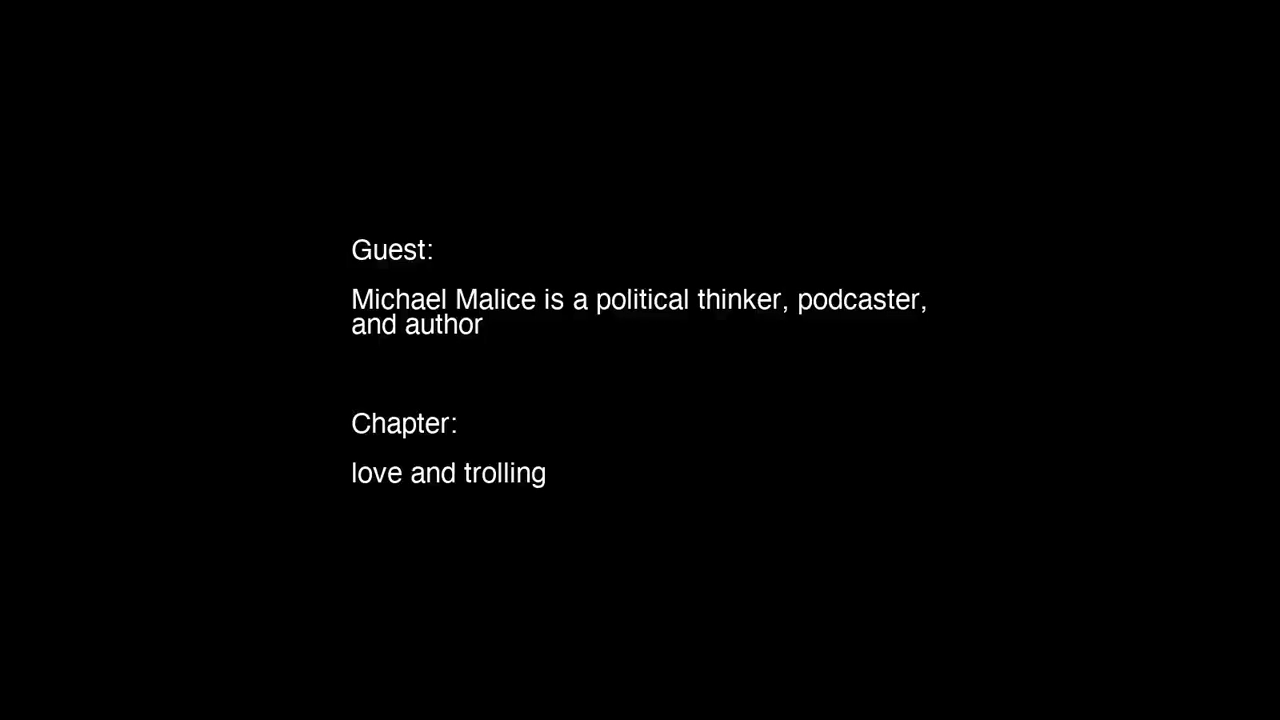 Guest:
Michael Malice is a political thinker, podcaster,
and author
Chapter:
love and trolling